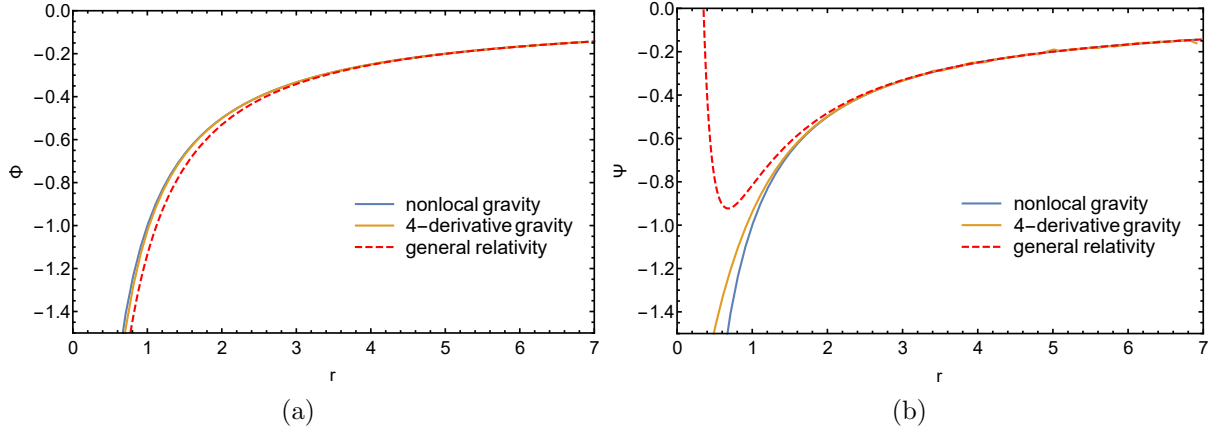 0.0
−0.2
−0.4
−0.6
−0.8
−1.0
−1.2
−1.4
Φ
nonlocal gravity
4−derivative gravity
general relativity
0 1 2 3 4 5 6 7
r
(a)
0.0
−0.2
−0.4
−0.6
−0.8
−1.0
−1.2
−1.4
Ψ
nonlocal gravity
4−derivative gravity
general relativity
0 1 2 3 4 5 6 7
r
(b)